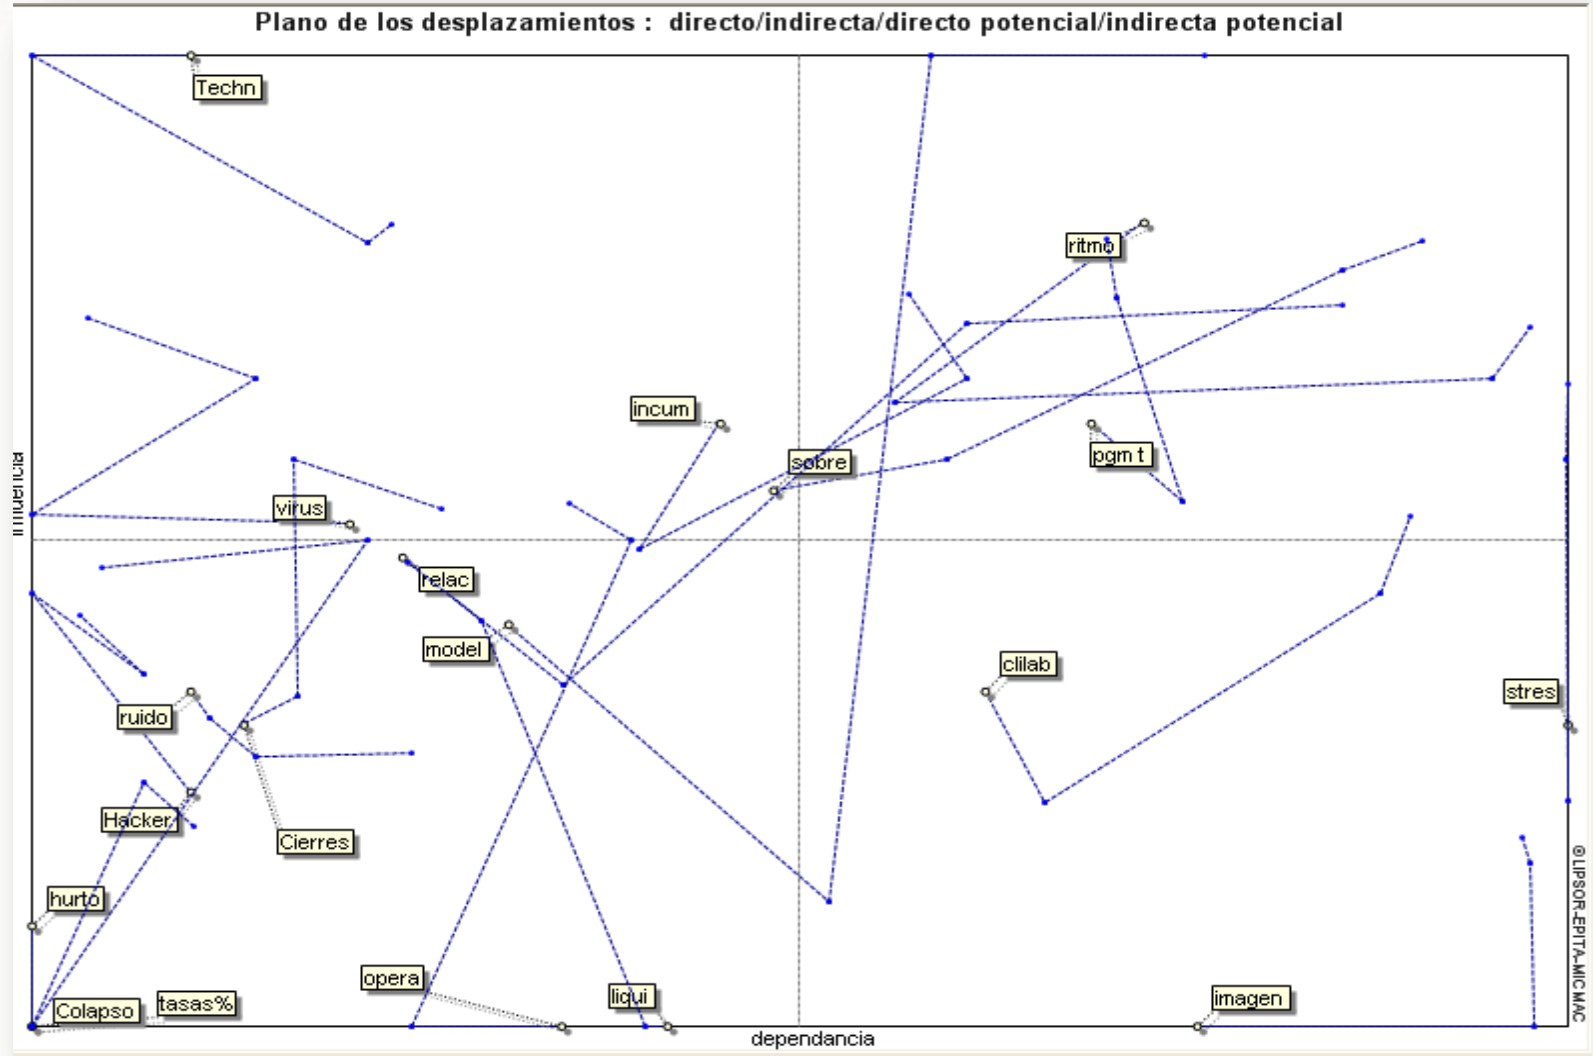 Plano de los desplazamientos : directo/indirecta/directo potencial/indirecta potencial
Techn
ritmo
incum
sobre
pgm t
influencia
virus
relac
model
clilab
stres
ruido
Hacker
Cierres
hurto
opera
liqui
imagen
Colapso
tasas%
dependancia
© LIPSOR-EPITA-MICMAC